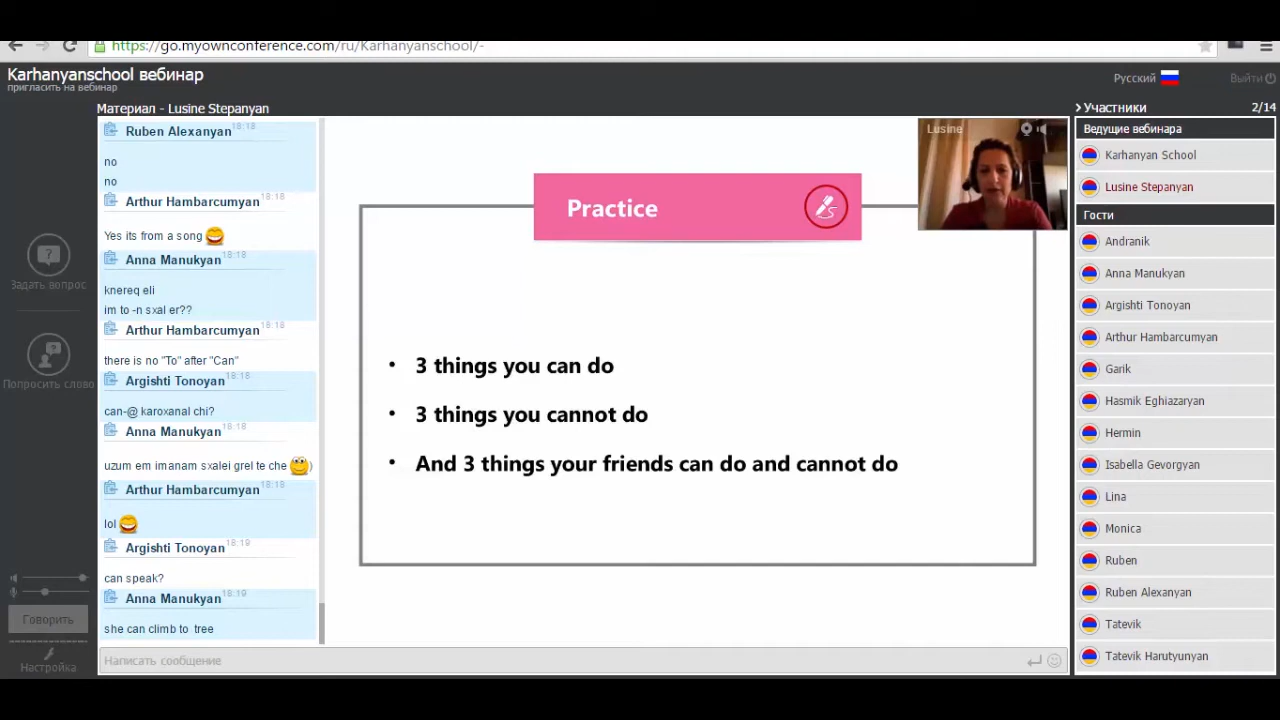 https://go.myownconference.com/ru/Karhanyanschool/-
Karhanyanschool вебинар
пригласить на вебинар
Русский
Выйти
Материал - Lusine Stepanyan
Участники 2/14
Ruben Alexanyan 18:18
no
no
Arthur Hambarcumyan 18:18
Yes its from a song
Anna Manukyan 18:18
knereq eli
im to -n sxal er??
Arthur Hambarcumyan 18:18
there is no "To" after "Can"
Argishti Tonoyan 18:18
can-@ karoxanal chi?
Anna Manukyan 18:18
uzum em imanam sxalei grel te che )
Arthur Hambarcumyan 18:18
lol
Argishti Tonoyan 18:19
can speak?
Anna Manukyan 18:19
she can climb to tree
Написать сообщение
Задать вопрос
Попросить слово
Говорить
Настройка
Practice
• 3 things you can do
• 3 things you cannot do
• And 3 things your friends can do and cannot do
Lusine
Ведущие вебинара
Karhanyan School
Lusine Stepanyan
Гости
Andranik
Anna Manukyan
Argishti Tonoyan
Arthur Hambarcumyan
Garik
Hasmik Eghiazaryan
Hermin
Isabella Gevorgyan
Lina
Monica
Ruben
Ruben Alexanyan
Tatevik
Tatevik Harutyunyan